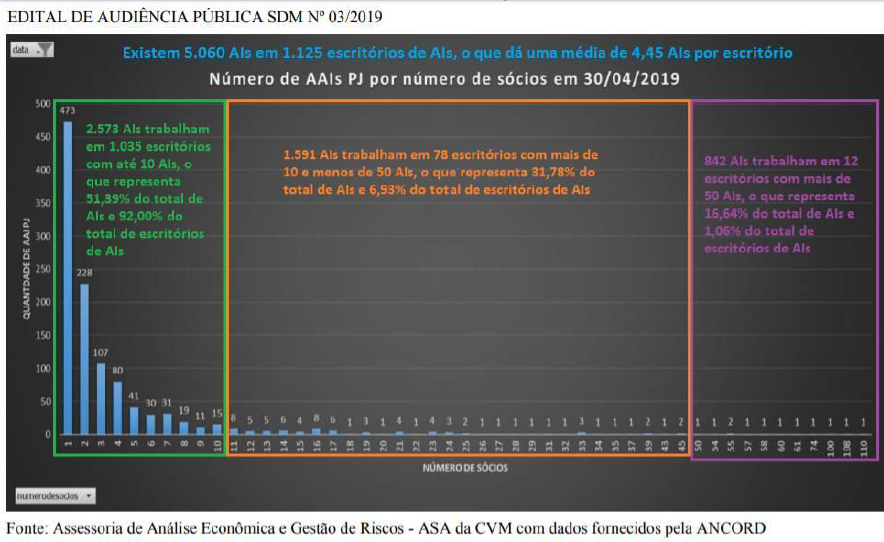 EDITAL DE AUDIÊNCIA PÚBLICA SDM Nº 03/2019
data
Existem 5.060 AIs em 1.125 escritórios de AIs, o que dá uma média de 4,45 AIs por escritório
Número de AAIs PJ por número de sócios em 30/04/2019
QUANTDADE DE AAIPJ
500
450
400
350
300
250
200
150
100
50
0
2.573 AIs trabalham
em 1.035 escritórios
com até 10 AIs, o
que representa
51,39% do total de
AIs e 92,00% do
total de escritórios
de AIs
1.591 AIs trabalham em 78 escritórios com mais de
10 e menos de 50 AIs, o que representa 31,78% do
total de AIs e 6,93% do total de escritórios de AIs
842 AIs trabalham em 12
escritórios com mais de
50 AIs, o que representa
16,64% do total de AIs e
1,06% do total de
escritórios de AIs
473 228 107 80 41 30 31 19 11 15 8 5 5 6 4 8 6 1 3 1 4 1 4 3 2 1 1 1 1 1 1 3 1 1 1 2 1 2 1 1 2 1 1 1 1 1 1 1 1
1 2 3 4 5 6 7 8 9 10 11 12 13 14 15 16 17 18 19 20 21 22 23 24 25 26 27 28 29 31 32 33 34 35 37 39 43 45 50 54 55 57 58 60 61 74 100 108 110
NÚMERO DE SÓCIOS
numerodesocios
Fonte: Assessoria de Análise Econômica e Gestão de Riscos - ASA da CVM com dados fornecidos pela ANCORD